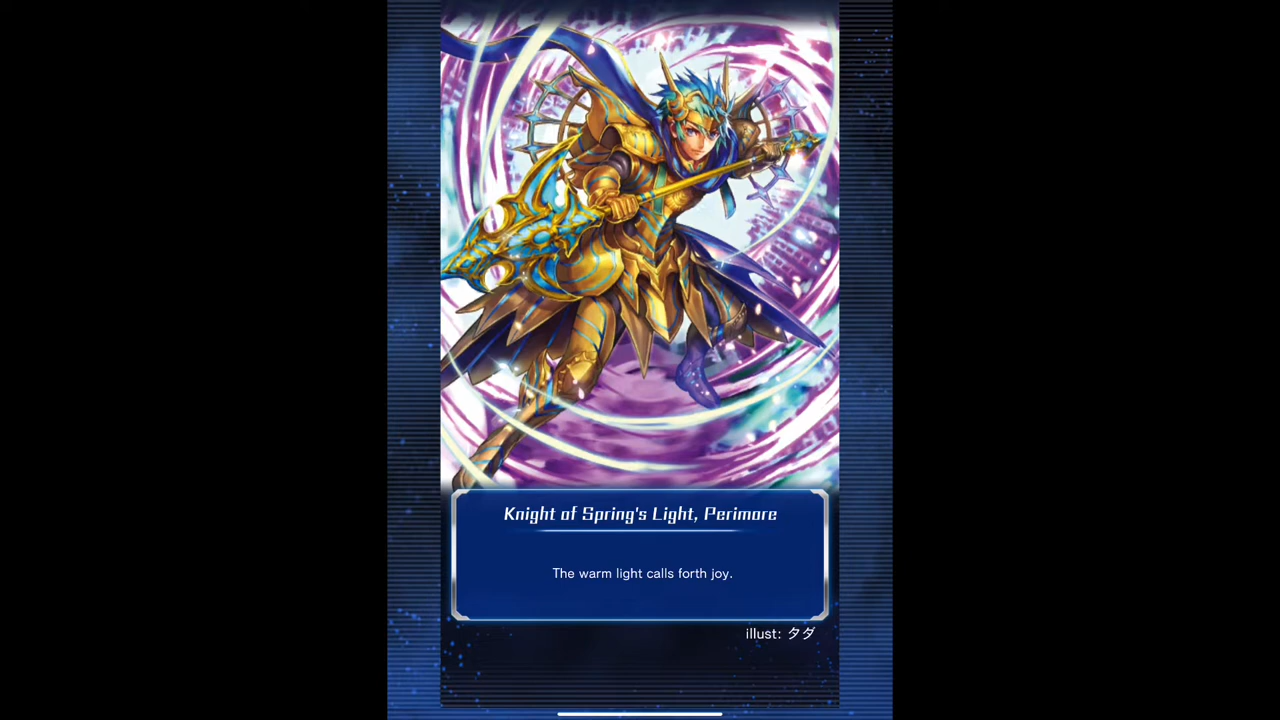 Knight of Spring's Light, Perimore
The warm light calls forth joy.
illust: タダ